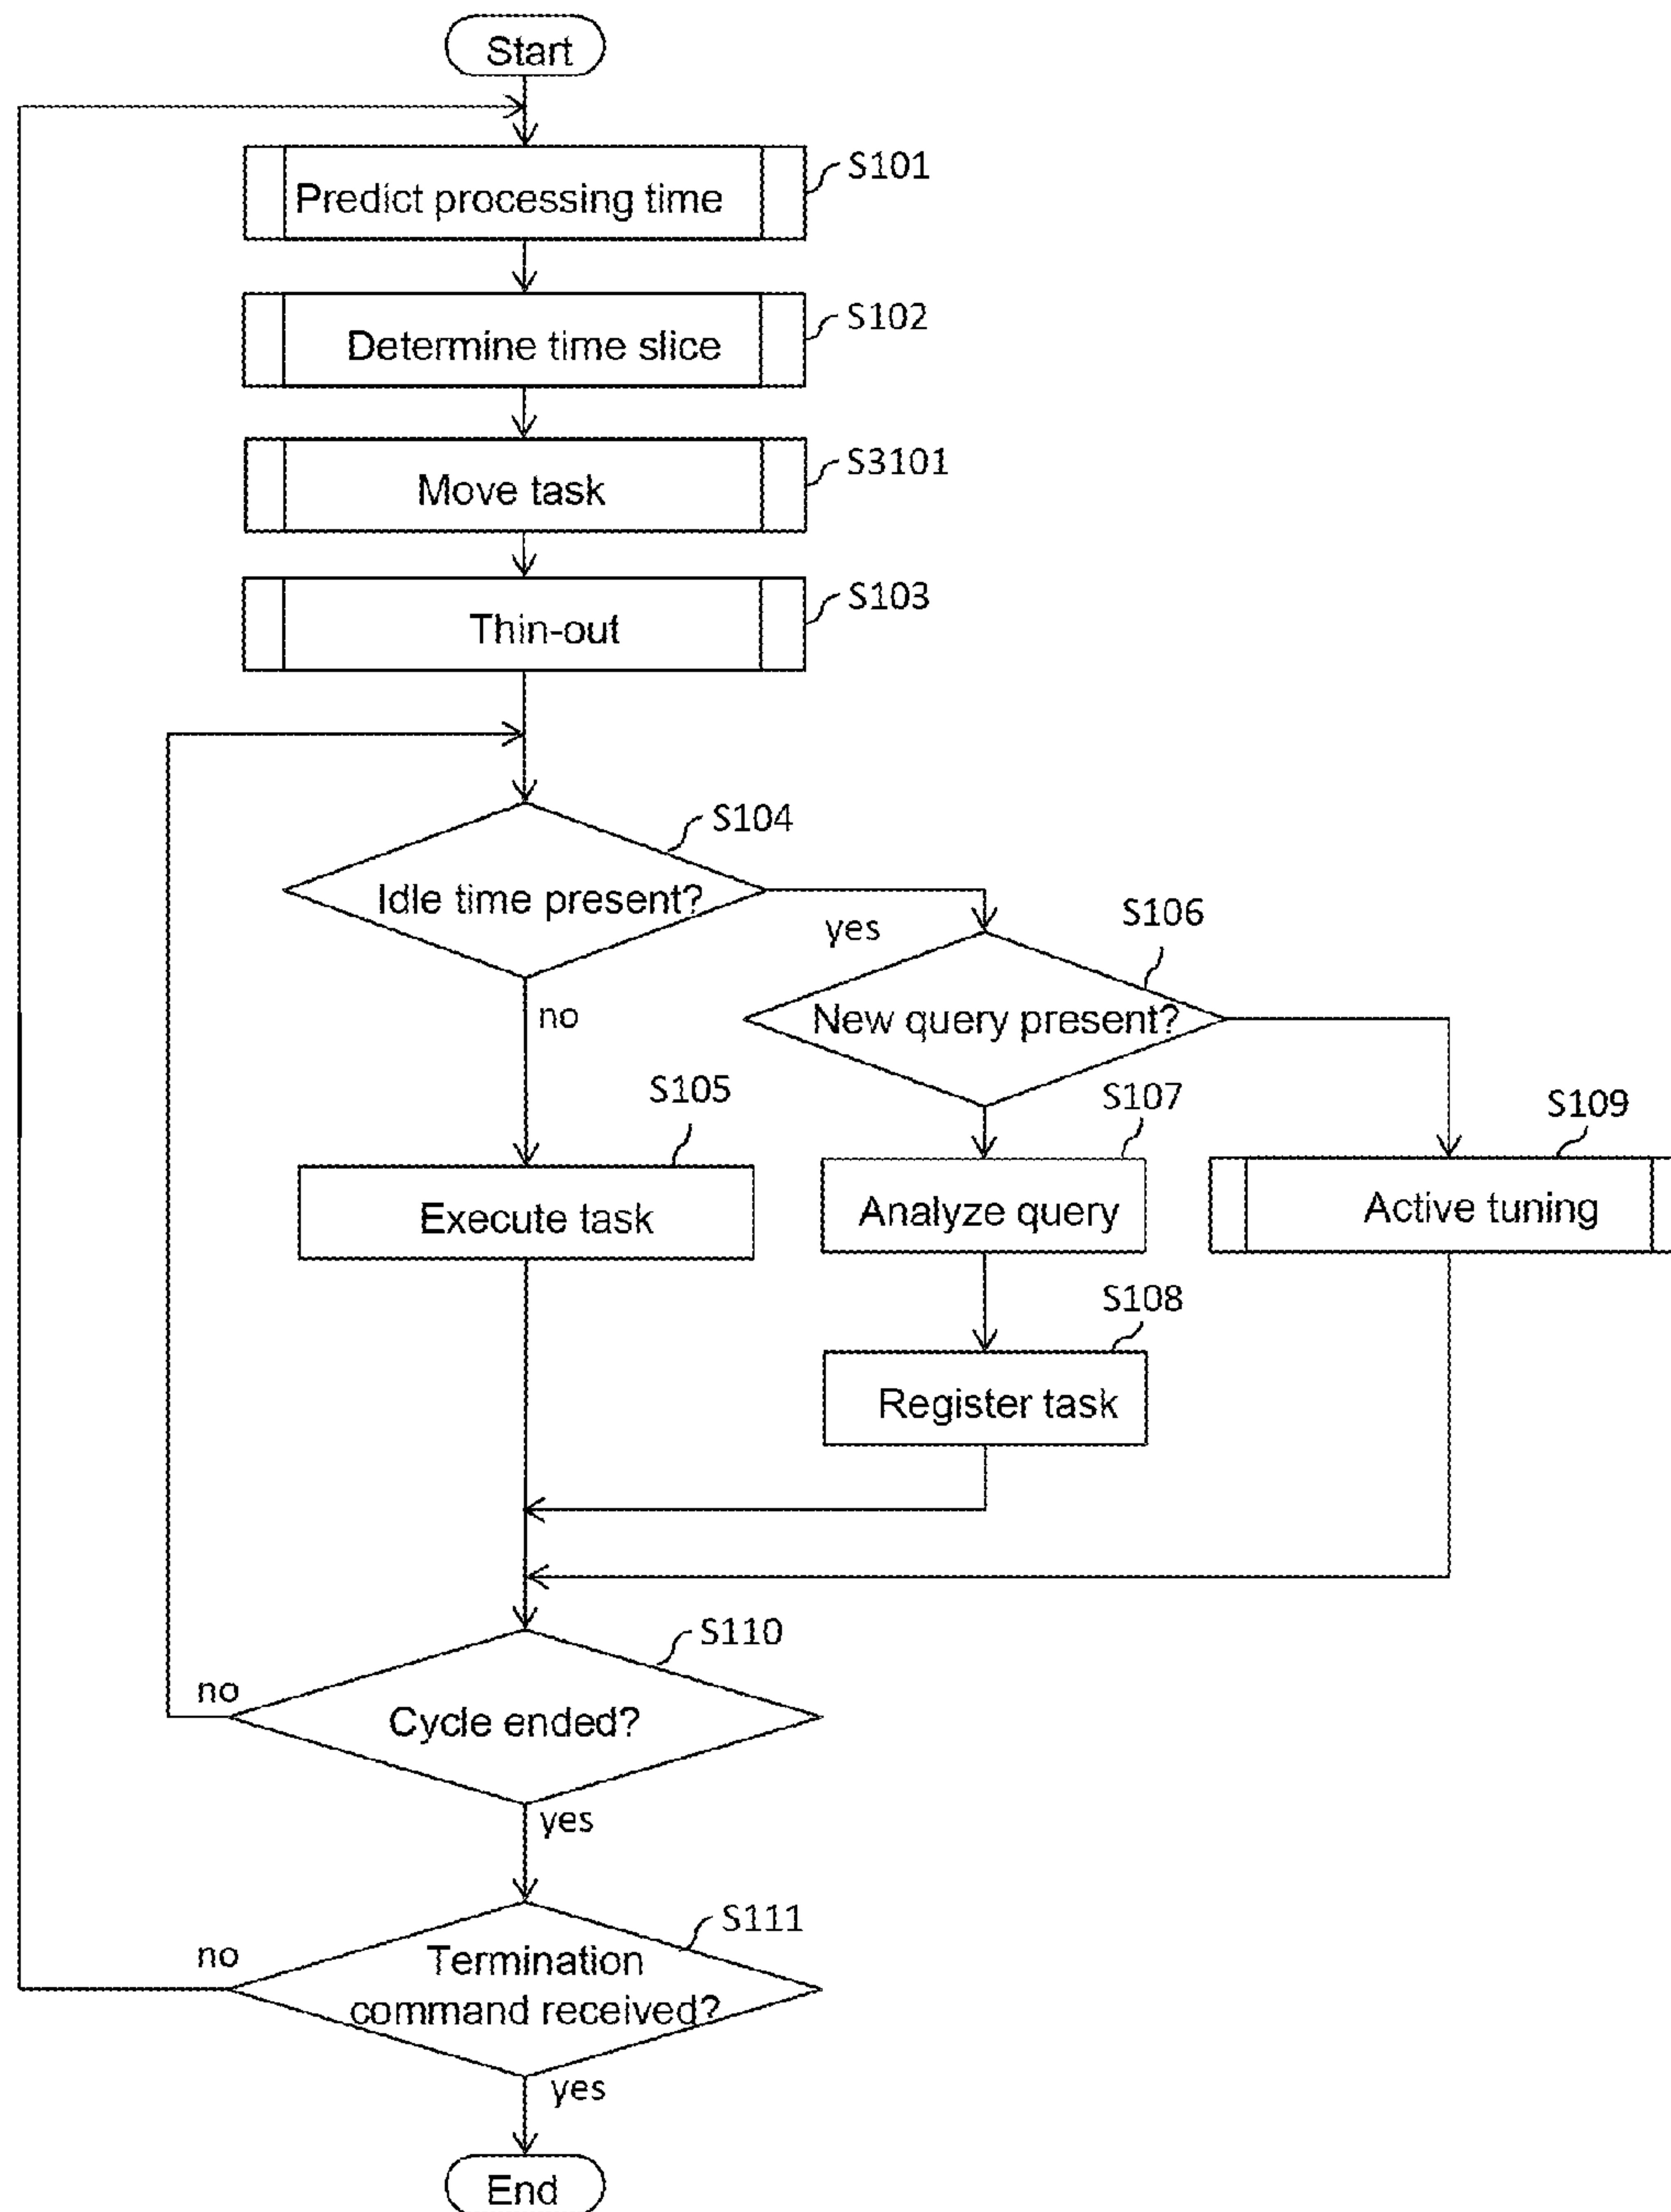 Start
Predict processing time
S101
Determine time slice
S102
Move task
S3101
Thin-out
S103
S104
Idle time present?
yes
no
S106
New query present?
S105
Execute task
S107
Analyze query
S109
Active tuning
S108
Register task
S110
Cycle ended?
no
yes
S111
Termination
command received?
no
yes
End